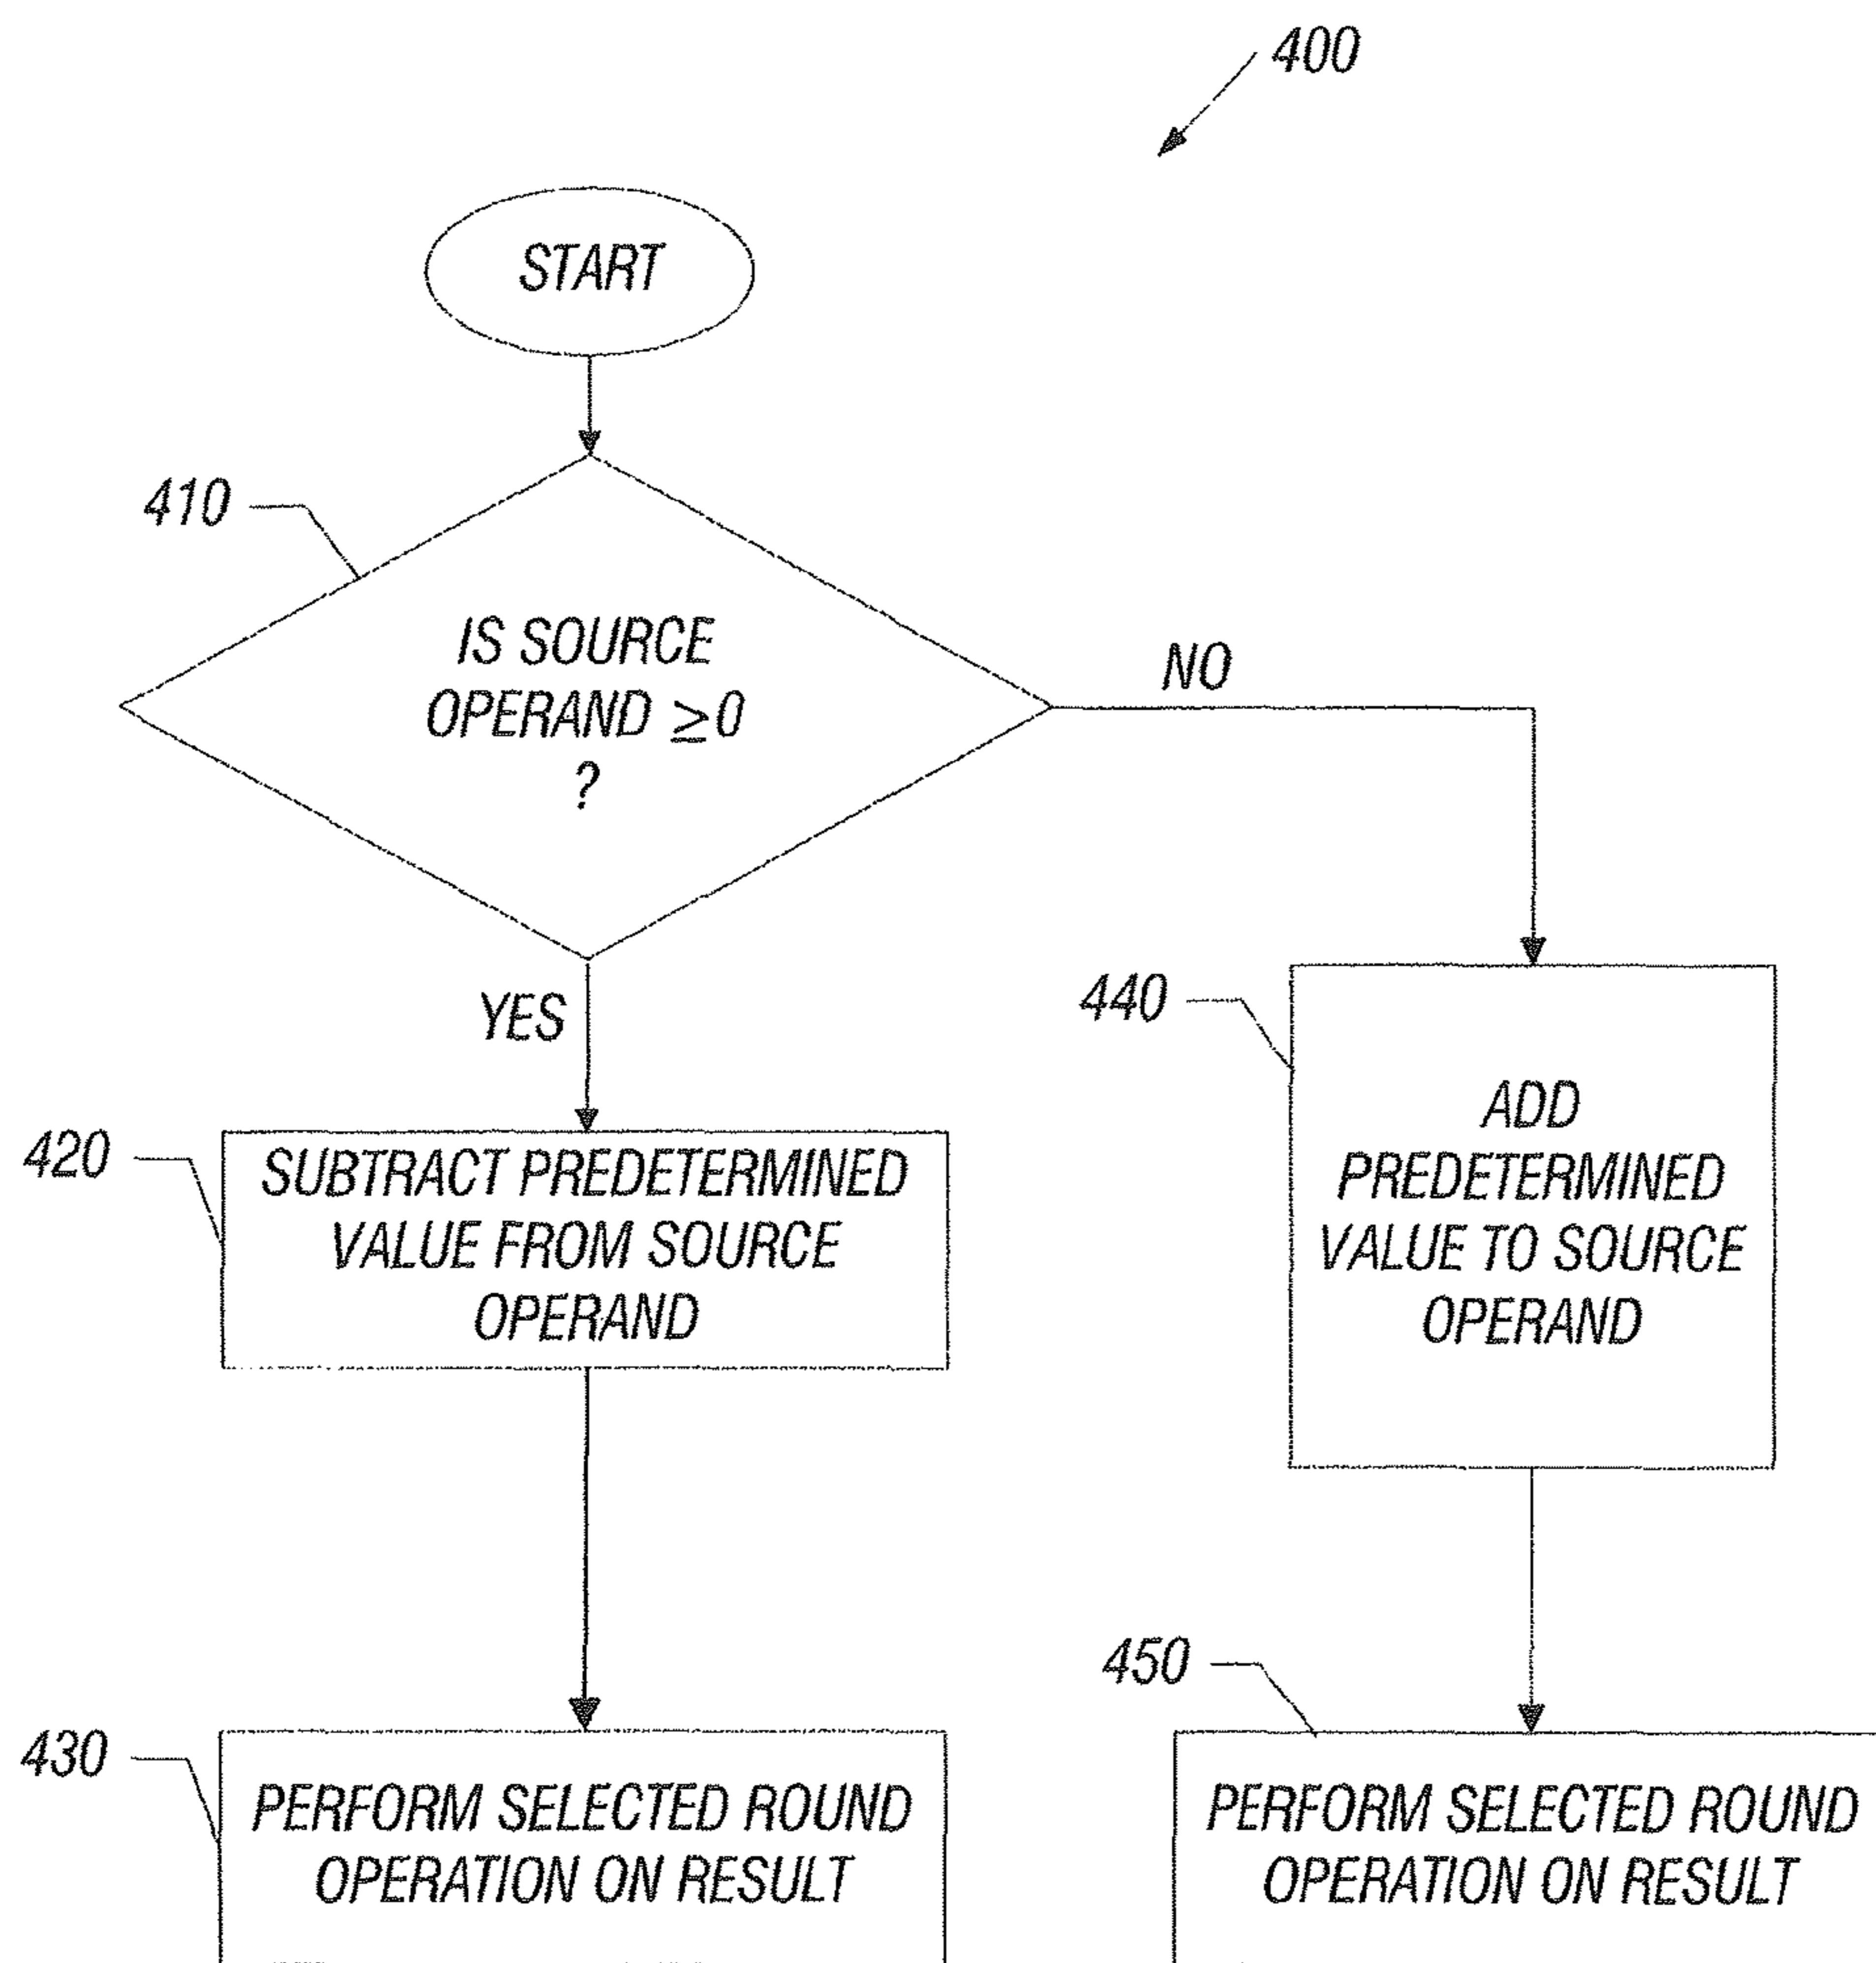 400
START
410
IS SOURCE
OPERAND ≥0
?
NO
YES
440
ADD
PREDETERMINED
VALUE TO SOURCE
OPERAND
420
SUBTRACT PREDETERMINED
VALUE FROM SOURCE
OPERAND
430
PERFORM SELECTED ROUND
OPERATION ON RESULT
450
PERFORM SELECTED ROUND
OPERATION ON RESULT